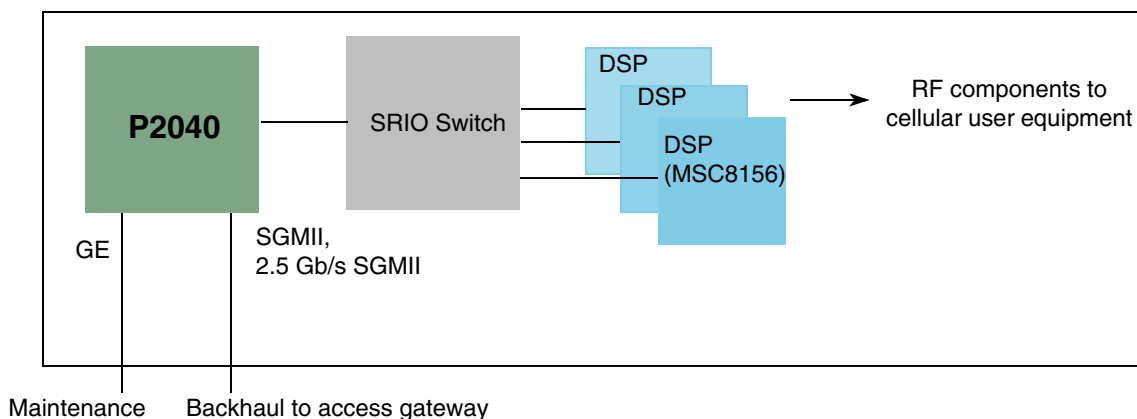 P2040
SRIO Switch
DSP
DSP
DSP
(MSC8156)
RF components to
cellular user equipment
GE
SGMII,
2.5 Gb/s SGMII
Maintenance
Backhaul to access gateway